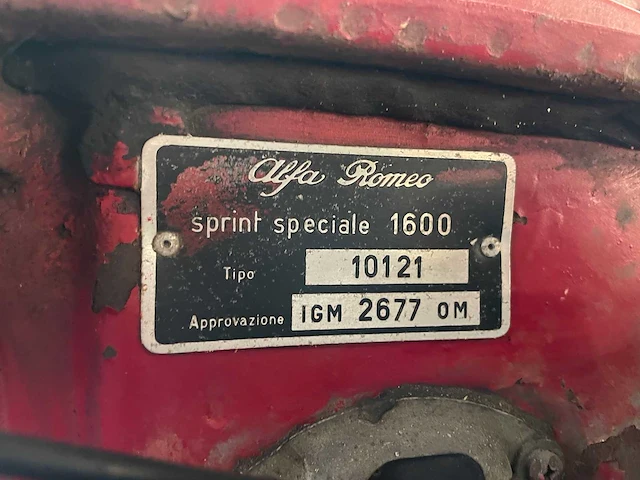 Alfa Romeo
sprint speciale 1600
Tipo 10121
Approvazione IGM 2677 OM